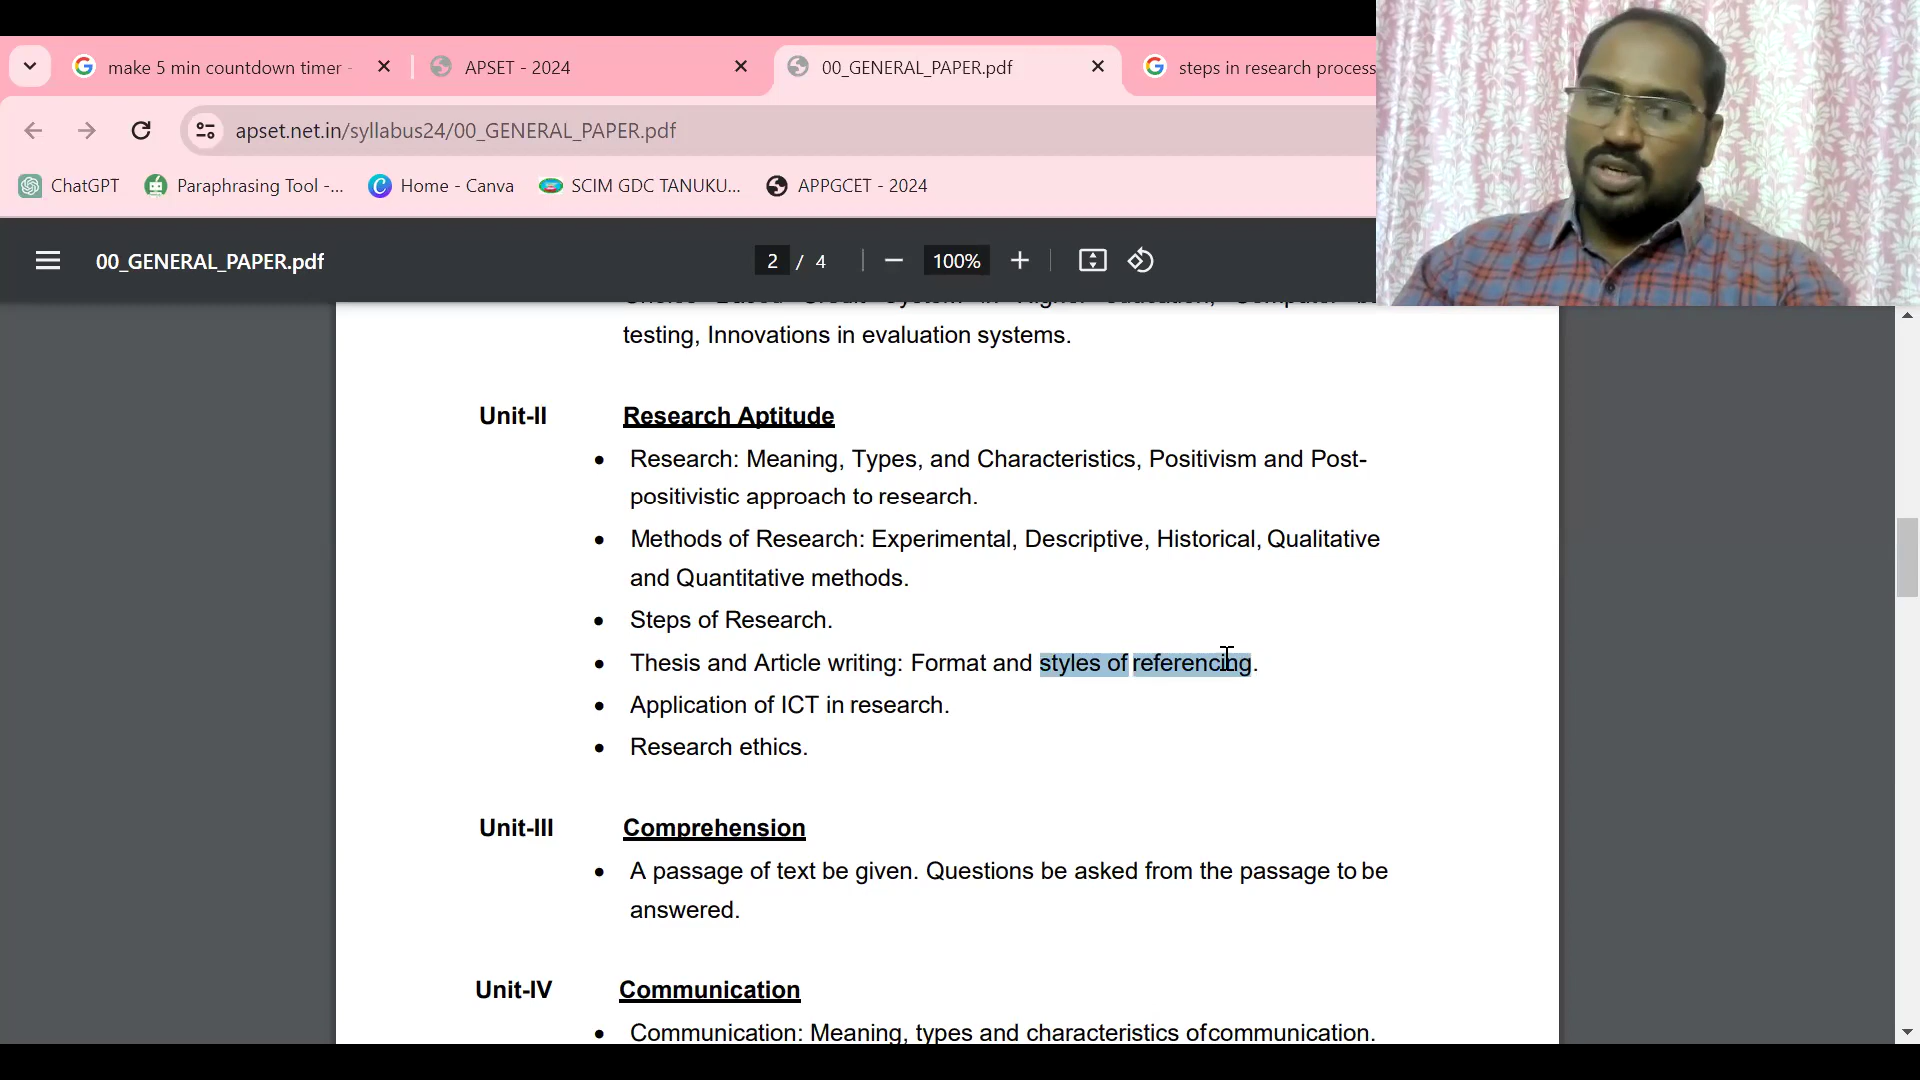 make 5 min countdown timer -
APSET - 2024
00_GENERAL_PAPER.pdf
steps in research process
apset.net.in/syllabus24/00_GENERAL_PAPER.pdf
ChatGPT
Paraphrasing Tool -...
Home - Canva
SCIM GDC TANUKU...
APPGCET - 2024
00_GENERAL_PAPER.pdf
2 / 4
100%
testing, Innovations in evaluation systems.
Unit-II Research Aptitude
• Research: Meaning, Types, and Characteristics, Positivism and Post-
positivistic approach to research.
• Methods of Research: Experimental, Descriptive, Historical, Qualitative
and Quantitative methods.
• Steps of Research.
• Thesis and Article writing: Format and styles of referencing.
• Application of ICT in research.
• Research ethics.
Unit-III Comprehension
• A passage of text be given. Questions be asked from the passage to be
answered.
Unit-IV Communication
• Communication: Meaning, types and characteristics of communication.